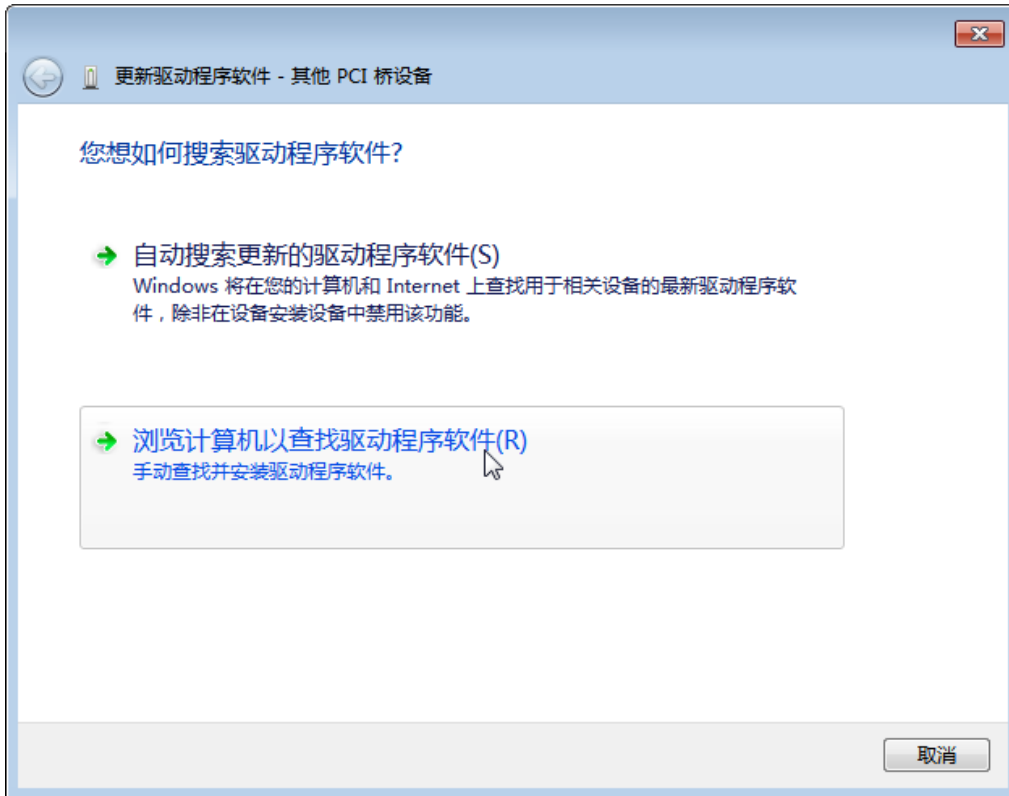 更新驱动程序软件 - 其他 PCI 桥设备
您想如何搜索驱动程序软件?
自动搜索更新的驱动程序软件(S)
Windows 将在您的计算机和 Internet 上查找用于相关设备的最新驱动程序软
件，除非在设备安装设备中禁用该功能。
浏览计算机以查找驱动程序软件(R)
手动查找并安装驱动程序软件。
取消